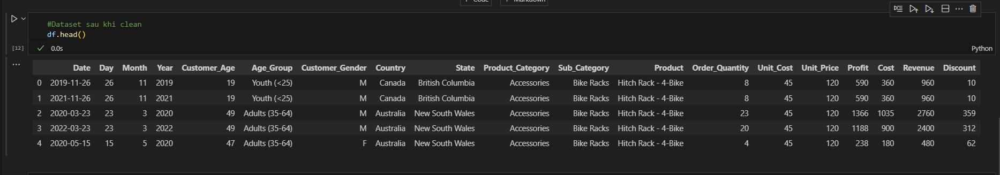 + Code + Markdown
#Dataset sau khi clean
df.head()
[12] 0.0s Python
Date Day Month Year Customer_Age Age_Group Customer_Gender Country State Product_Category Sub_Category Product Order_Quantity Unit_Cost Unit_Price Profit Cost Revenue Discount
0 2019-11-26 26 11 2019 19 Youth (<25) M Canada British Columbia Accessories Bike Racks Hitch Rack - 4-Bike 8 45 120 590 360 960 10
1 2021-11-26 26 11 2021 19 Youth (<25) M Canada British Columbia Accessories Bike Racks Hitch Rack - 4-Bike 8 45 120 590 360 960 10
2 2020-03-23 23 3 2020 49 Adults (35-64) M Australia New South Wales Accessories Bike Racks Hitch Rack - 4-Bike 23 45 120 1366 1035 2760 359
3 2022-03-23 23 3 2022 49 Adults (35-64) M Australia New South Wales Accessories Bike Racks Hitch Rack - 4-Bike 20 45 120 1188 900 2400 312
4 2020-05-15 15 5 2020 47 Adults (35-64) F Australia New South Wales Accessories Bike Racks Hitch Rack - 4-Bike 4 45 120 238 180 480 62